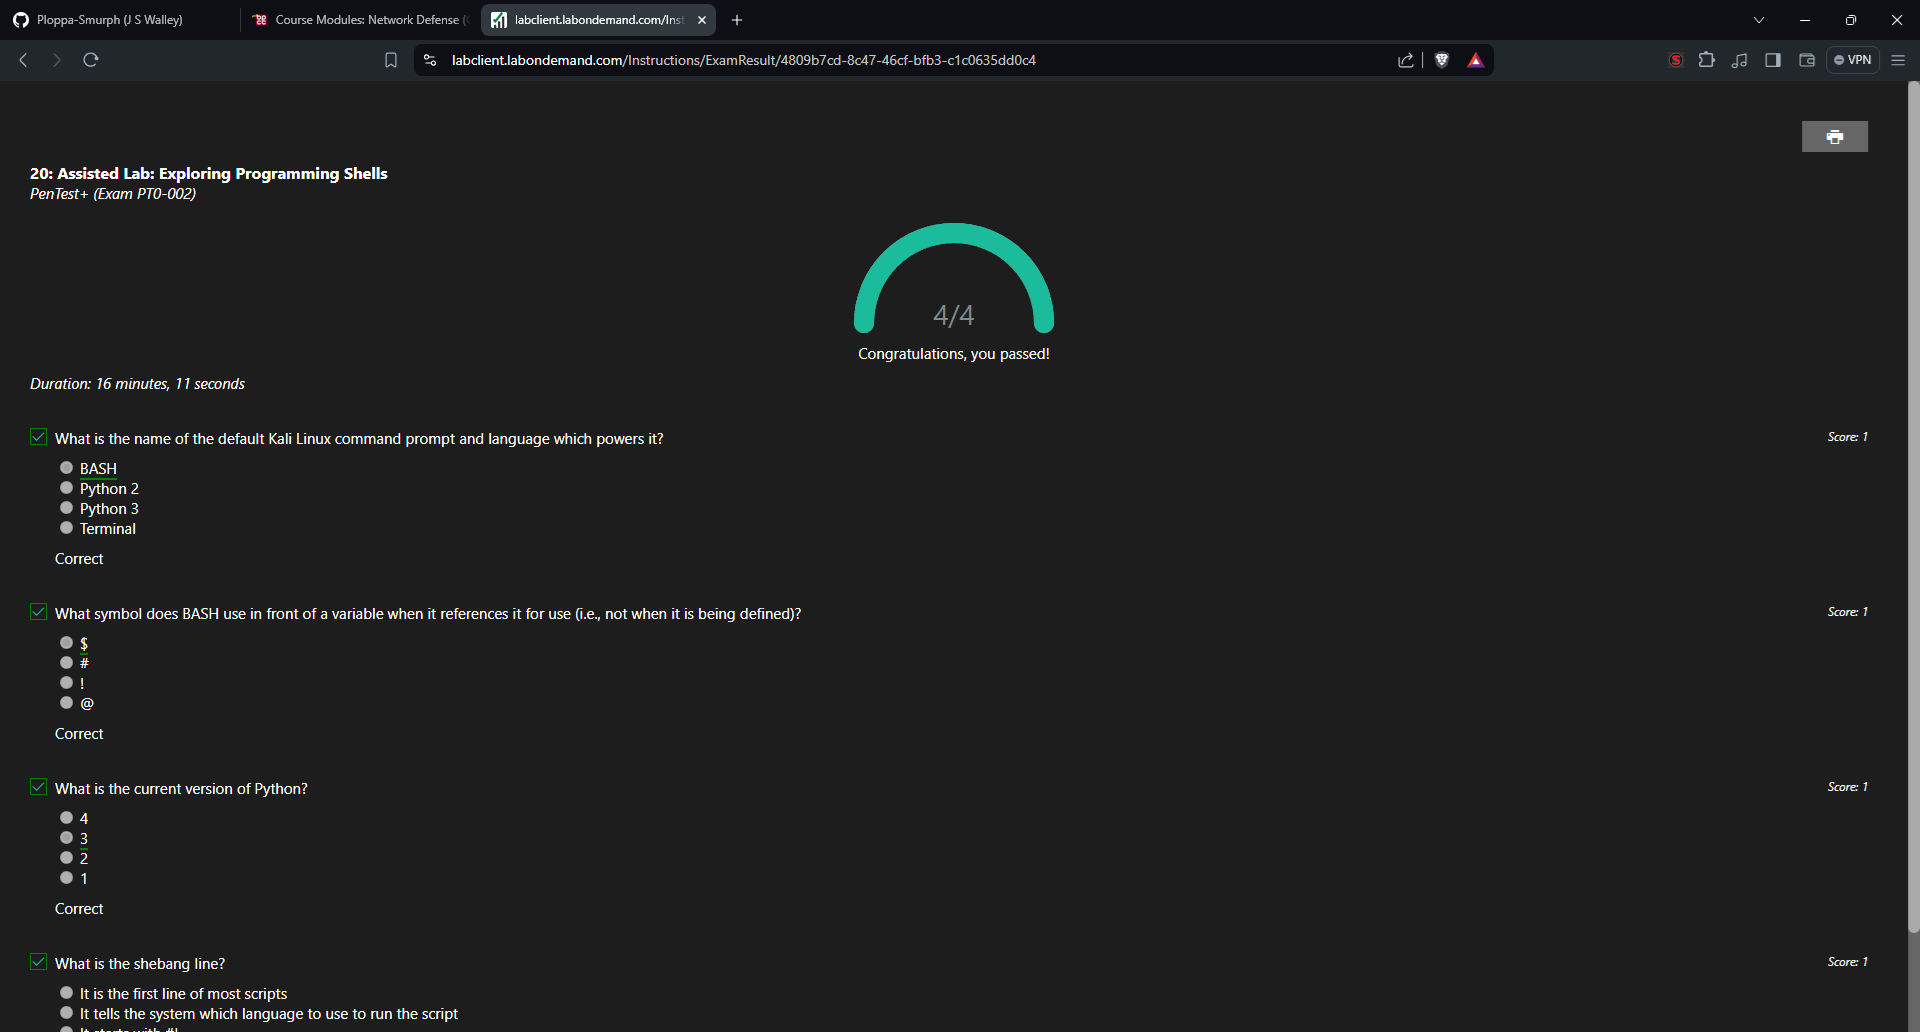 Ploppa-Smurph (J S Walley)
Course Modules: Network Defense (
labclient.labondemand.com/Inst
labclient.labondemand.com/Instructions/ExamResult/4809b7cd-8c47-46cf-bfb3-c1c0635dd0c4
VPN
20: Assisted Lab: Exploring Programming Shells
PenTest+ (Exam PT0-002)
4/4
Congratulations, you passed!
Duration: 16 minutes, 11 seconds
What is the name of the default Kali Linux command prompt and language which powers it?
Score: 1
BASH
Python 2
Python 3
Terminal
Correct
What symbol does BASH use in front of a variable when it references it for use (i.e., not when it is being defined)?
Score: 1
$
#
!
@
Correct
What is the current version of Python?
Score: 1
4
3
2
1
Correct
What is the shebang line?
Score: 1
It is the first line of most scripts
It tells the system which language to use to run the script
It starts with #!